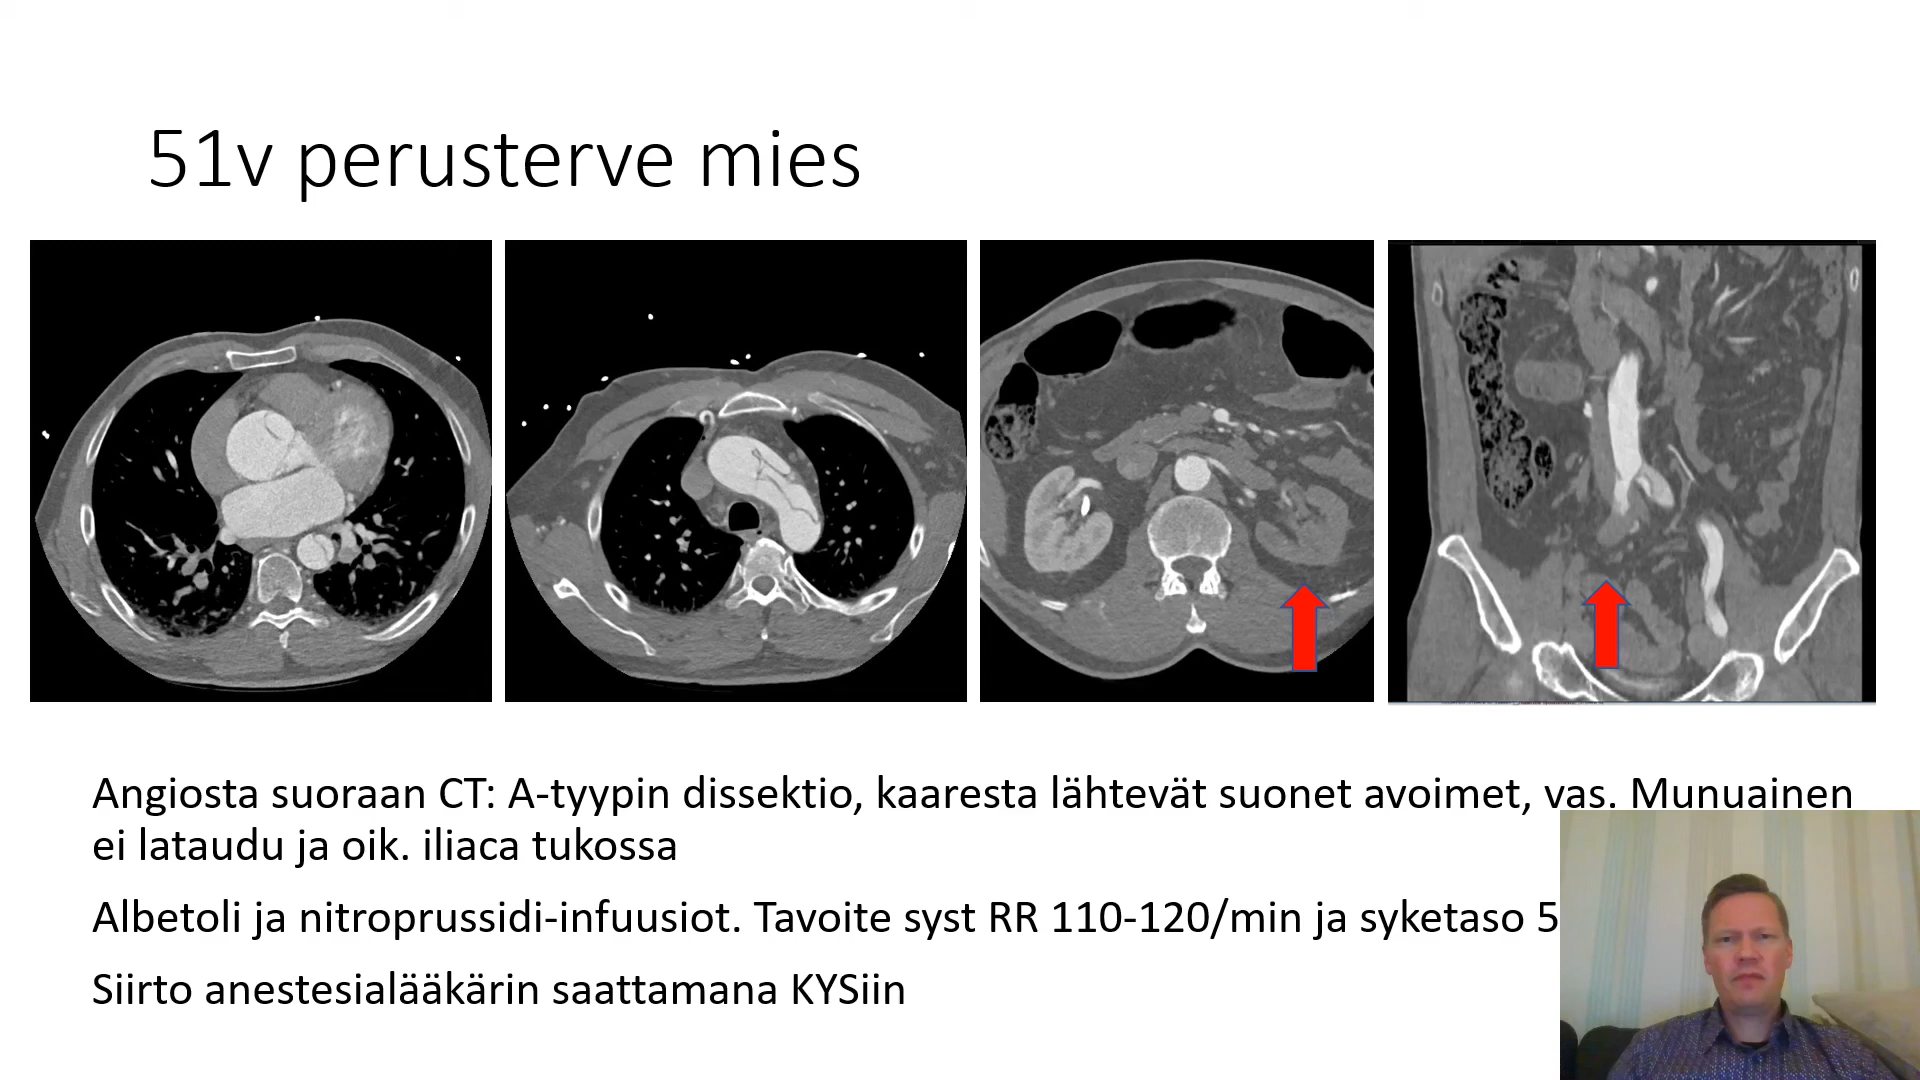 51v perusterve mies
Angiosta suoraan CT: A-tyypin dissektio, kaaresta lähtevät suonet avoimet, vas. Munuainen
ei lataudu ja oik. iliaca tukossa
Albetoli ja nitroprussidi-infuusiot. Tavoite syst RR 110-120/min ja syketaso 5
Siirto anestesialääkärin saattamana KYSiin